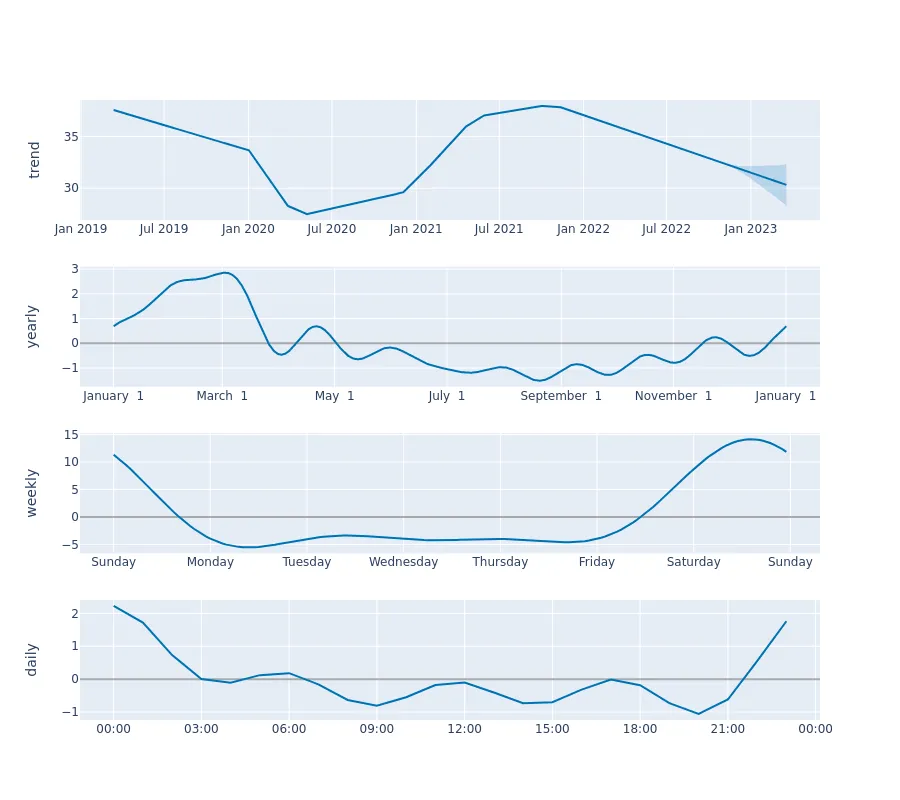 trend
35
30
Jan 2019 Jul 2019 Jan 2020 Jul 2020 Jan 2021 Jul 2021 Jan 2022 Jul 2022 Jan 2023
yearly
3
2
1
0
−1
January 1 March 1 May 1 July 1 September 1 November 1 January 1
weekly
15
10
5
0
−5
Sunday Monday Tuesday Wednesday Thursday Friday Saturday Sunday
daily
2
1
0
−1
00:00 03:00 06:00 09:00 12:00 15:00 18:00 21:00 00:00